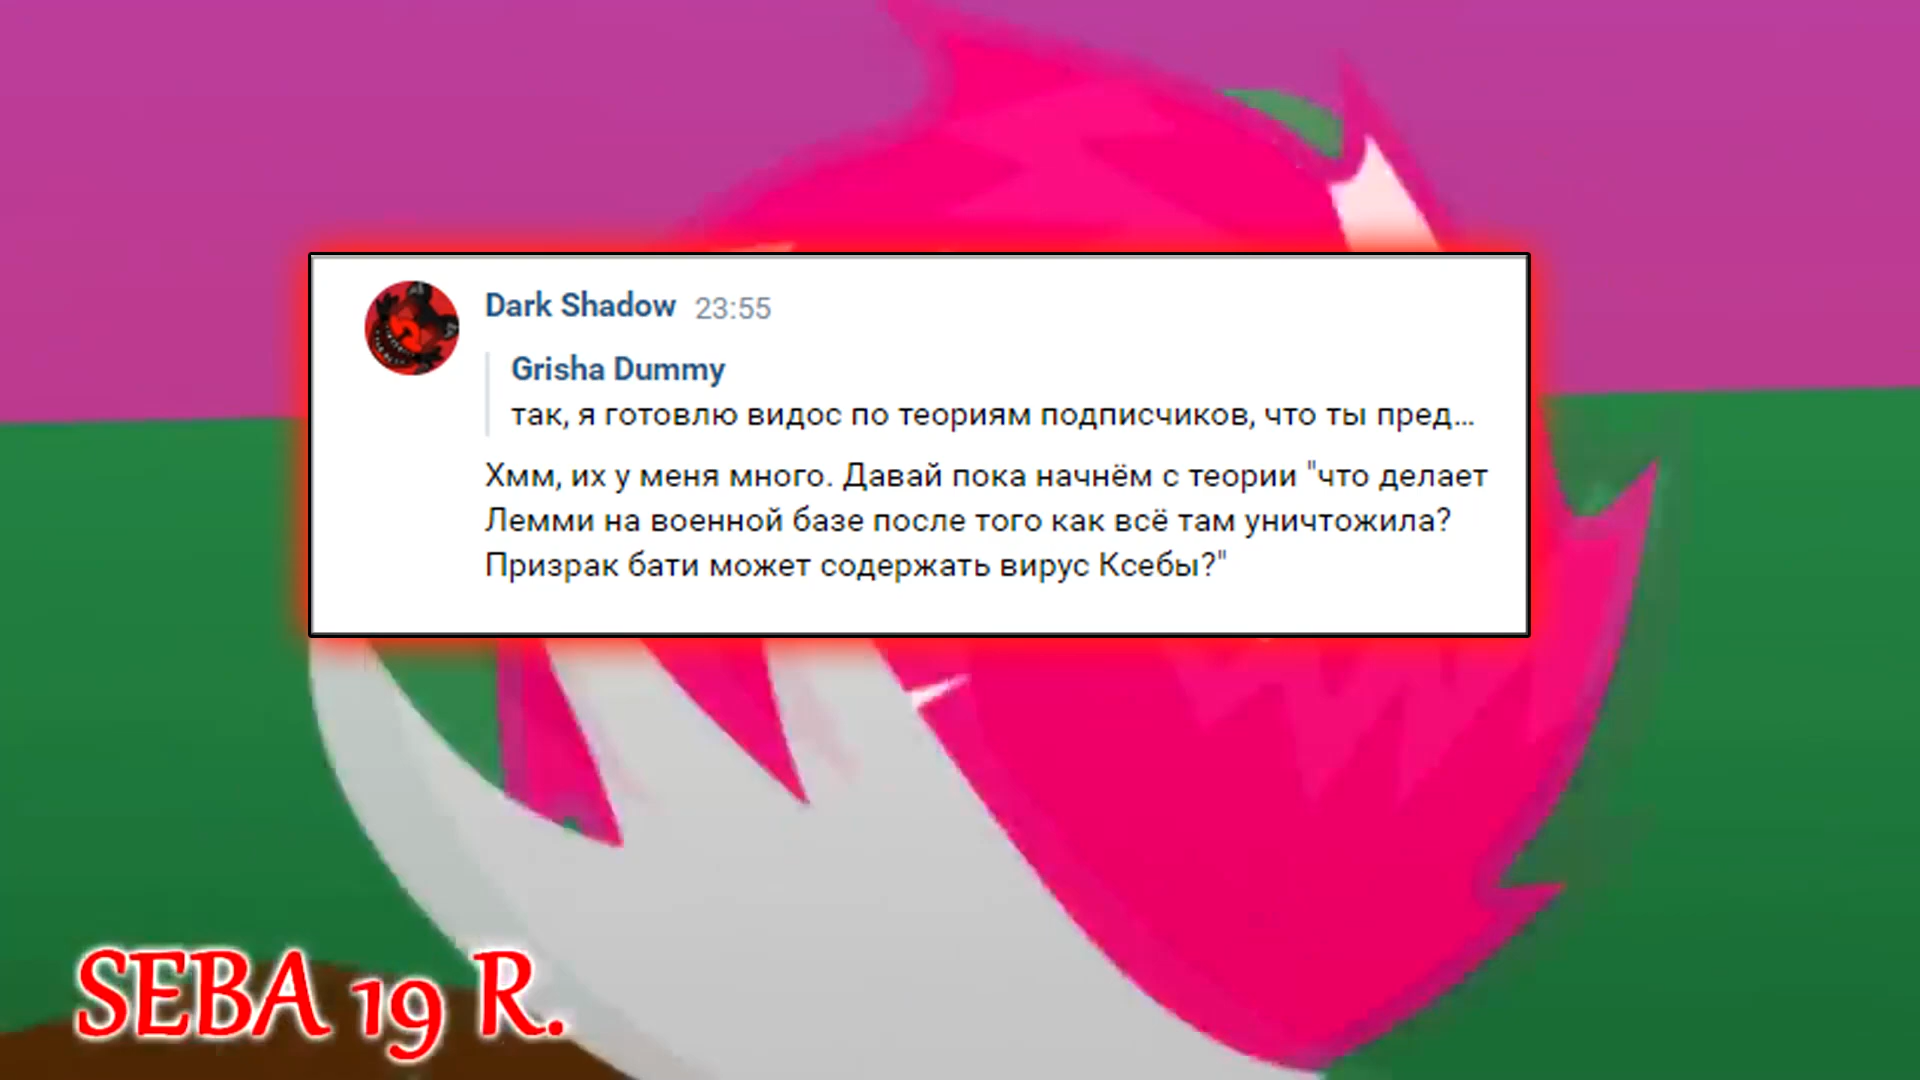 Dark Shadow 23:55
Grisha Dummy
так, я готовлю видос по теориям подписчиков, что ты пред...
Хмм, их у меня много. Давай пока начнём с теории "что делает
Лемми на военной базе после того как всё там уничтожила?
Призрак бати может содержать вирус Ксебы?"
SEBA 19 R.